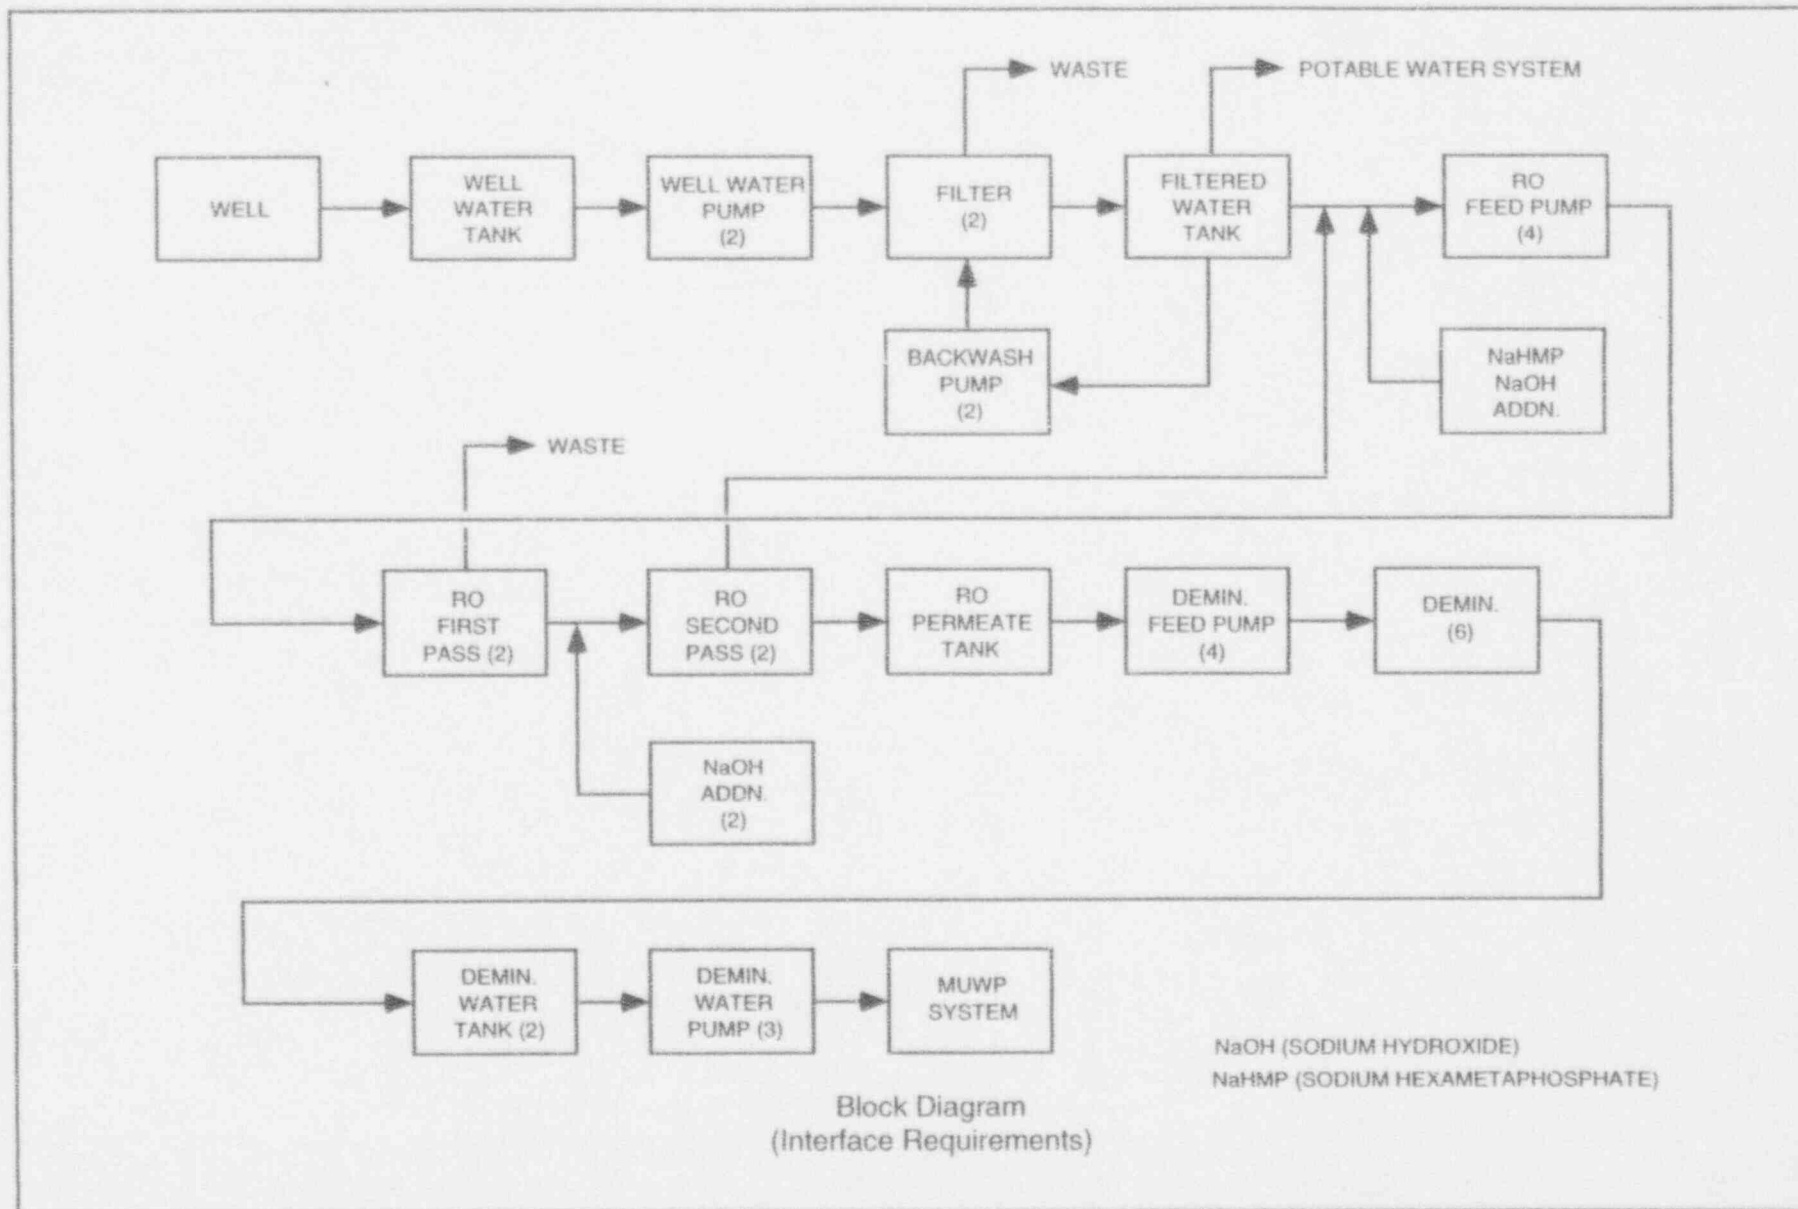 WASTE
POTABLE WATER SYSTEM
WELL
WELL
WATER
TANK
WELL WATER
PUMP
(2)
FILTER
(2)
FILTERED
WATER
TANK
RO
FEED PUMP
(4)
BACKWASH
PUMP
(2)
NaHMP
NaOH
ADDN.
WASTE
RO
FIRST
PASS (2)
RO
SECOND
PASS (2)
RO
PERMEATE
TANK
DEMIN.
FEED PUMP
(4)
DEMIN.
(6)
NaOH
ADDN.
(2)
DEMIN.
WATER
TANK (2)
DEMIN.
WATER
PUMP (3)
MUWP
SYSTEM
NaOH (SODIUM HYDROXIDE)
NaHMP (SODIUM HEXAMETAPHOSPHATE)
Block Diagram
(Interface Requirements)